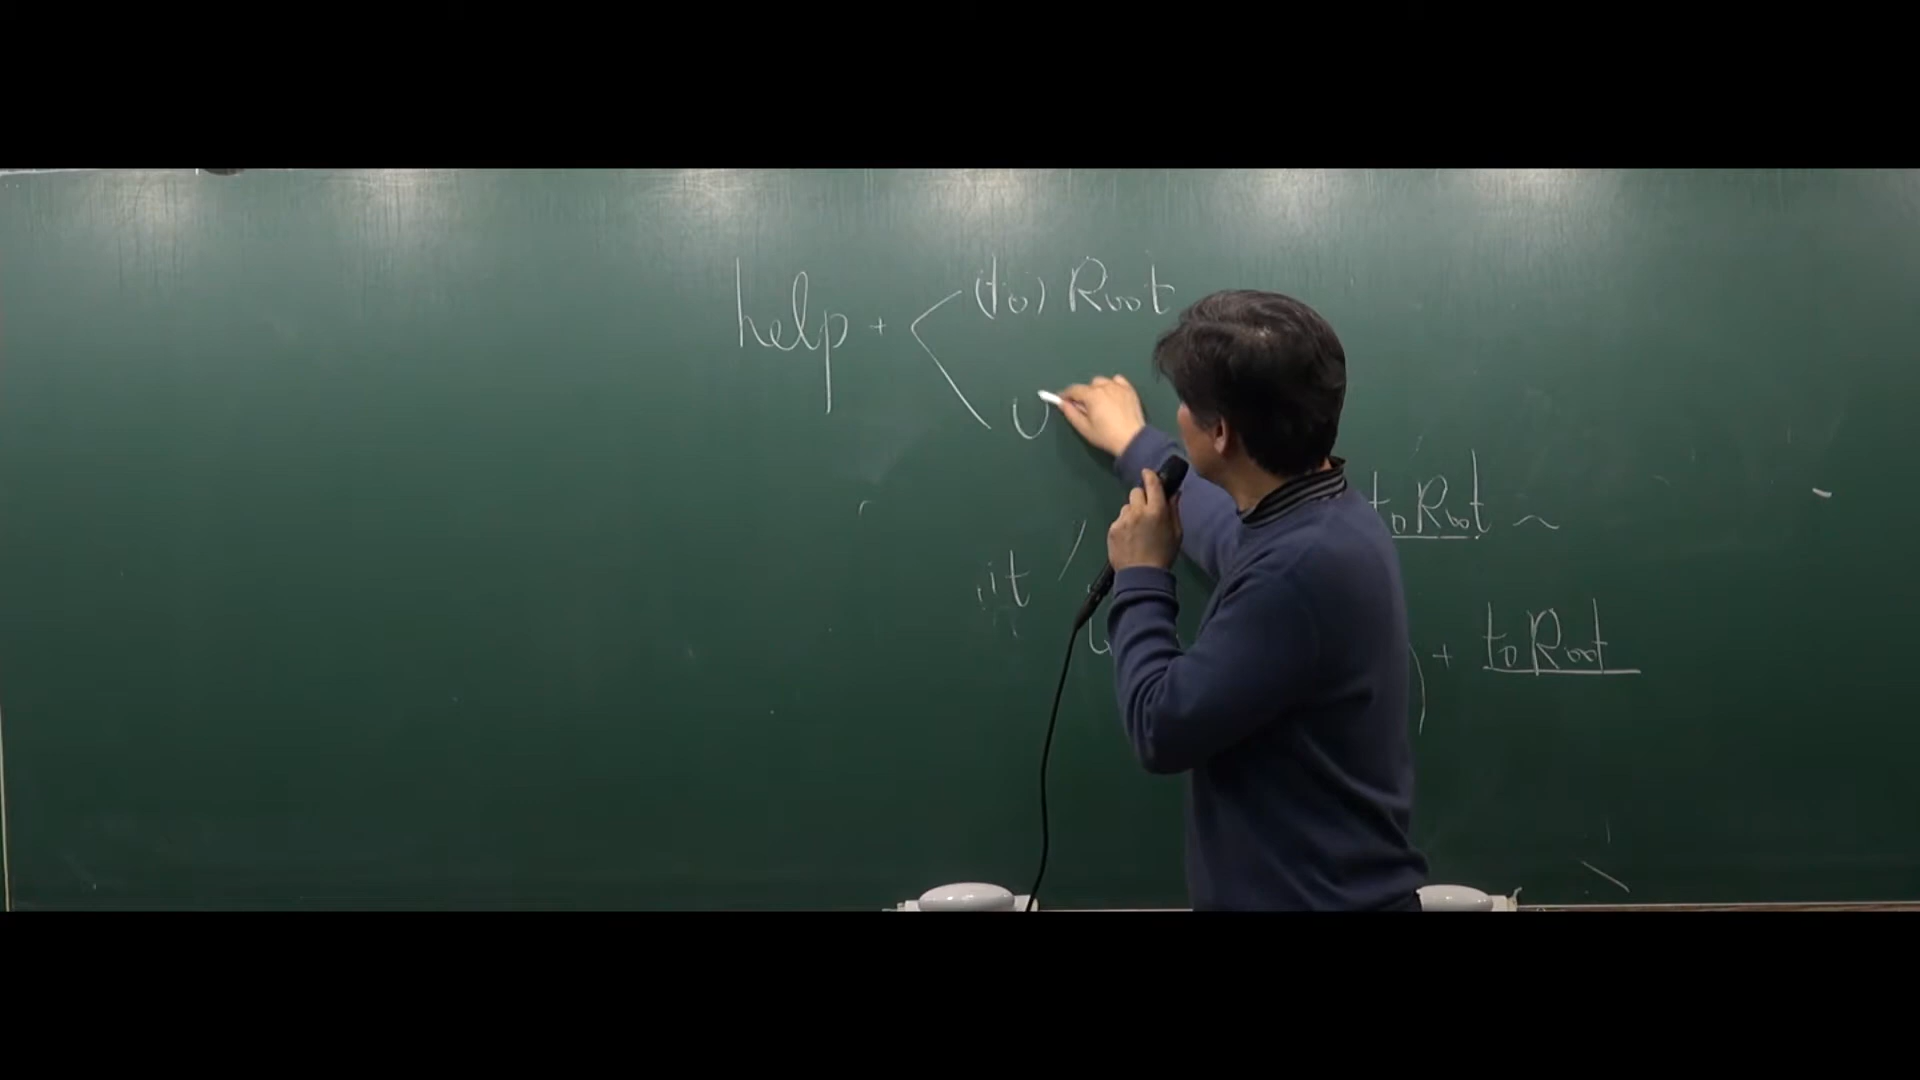 help + (to) Root
toRoot ~
it
+ toRoot